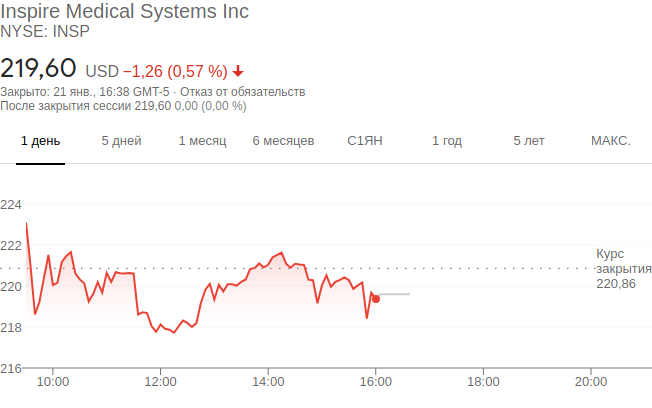 Inspire Medical Systems Inc
NYSE: INSP
219,60 USD −1,26 (0,57 %)
Закрыто: 21 янв., 16:38 GMT-5 · Отказ от обязательств
После закрытия сессии 219,60 0,00 (0,00 %)
1 день 5 дней 1 месяц 6 месяцев С1ЯН 1 год 5 лет МАКС.
224
222
Курс
закрытия
220,86
220
218
216
10:00 12:00 14:00 16:00 18:00 20:00